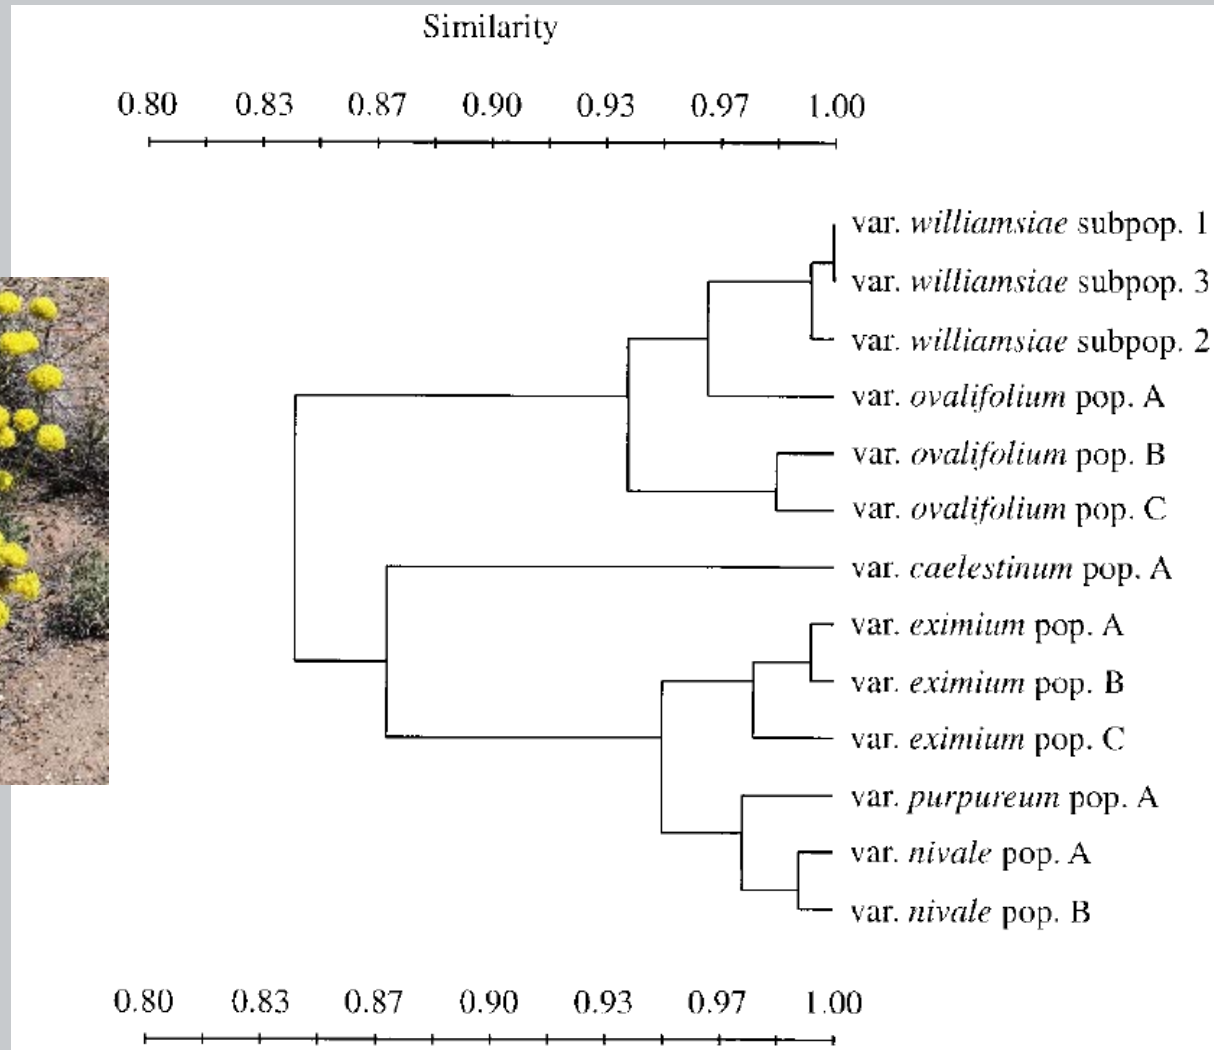 Similarity
0.80 0.83 0.87 0.90 0.93 0.97 1.00
var. williamsiae subpop. 1
var. williamsiae subpop. 3
var. williamsiae subpop. 2
var. ovalifolium pop. A
var. ovalifolium pop. B
var. ovalifolium pop. C
var. caelestinum pop. A
var. eximium pop. A
var. eximium pop. B
var. eximium pop. C
var. purpureum pop. A
var. nivale pop. A
var. nivale pop. B
0.80 0.83 0.87 0.90 0.93 0.97 1.00